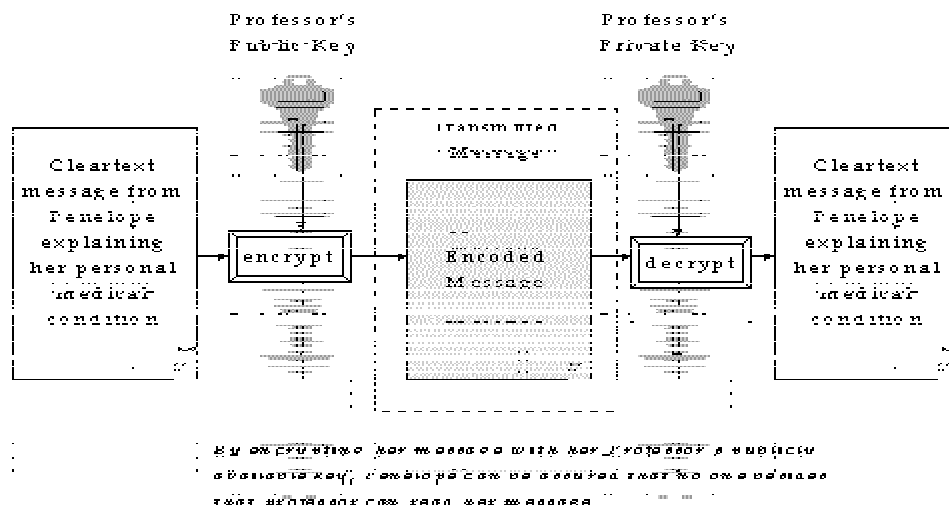 Professor's
Public Key
Professor's
Private Key
Transmitted
Message
Cleartext
message from
Penelope
explaining
her personal
medical
condition
encrypt
Encoded
Message
decrypt
Cleartext
message from
Penelope
explaining
her personal
medical
condition
By encrypting her message with her Professor's publicly
available key, Penelope can be assured that no one besides
that professor can read her message